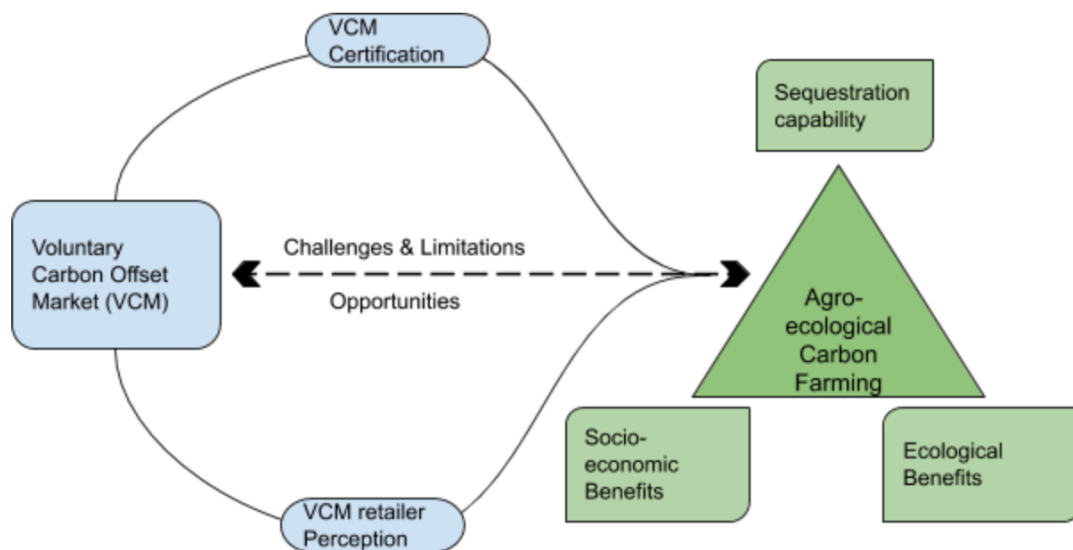 VCM
Certification
Sequestration
capability
Voluntary
Carbon Offset
Market (VCM)
Challenges & Limitations
Opportunities
Agro-
ecological
Carbon
Farming
Socio-
economic
Benefits
Ecological
Benefits
VCM retailer
Perception